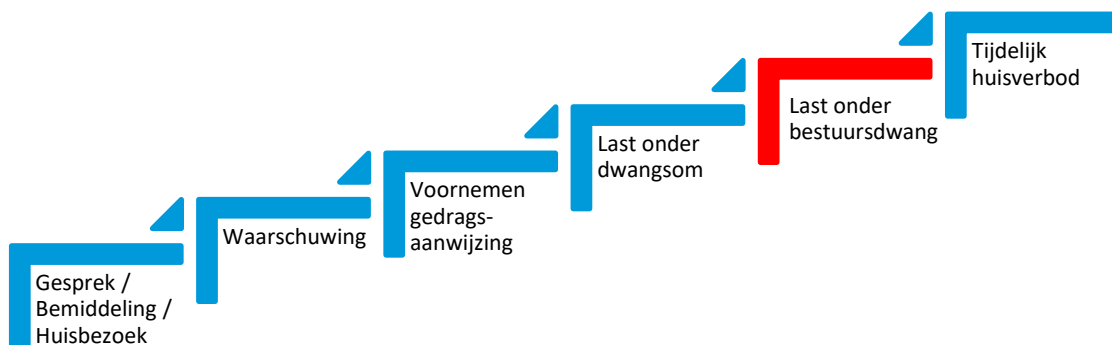 Gesprek /
Bemiddeling /
Huisbezoek
Waarschuwing
Voornemen
gedrags-
aanwijzing
Last onder
dwangsom
Last onder
bestuursdwang
Tijdelijk
huisverbod